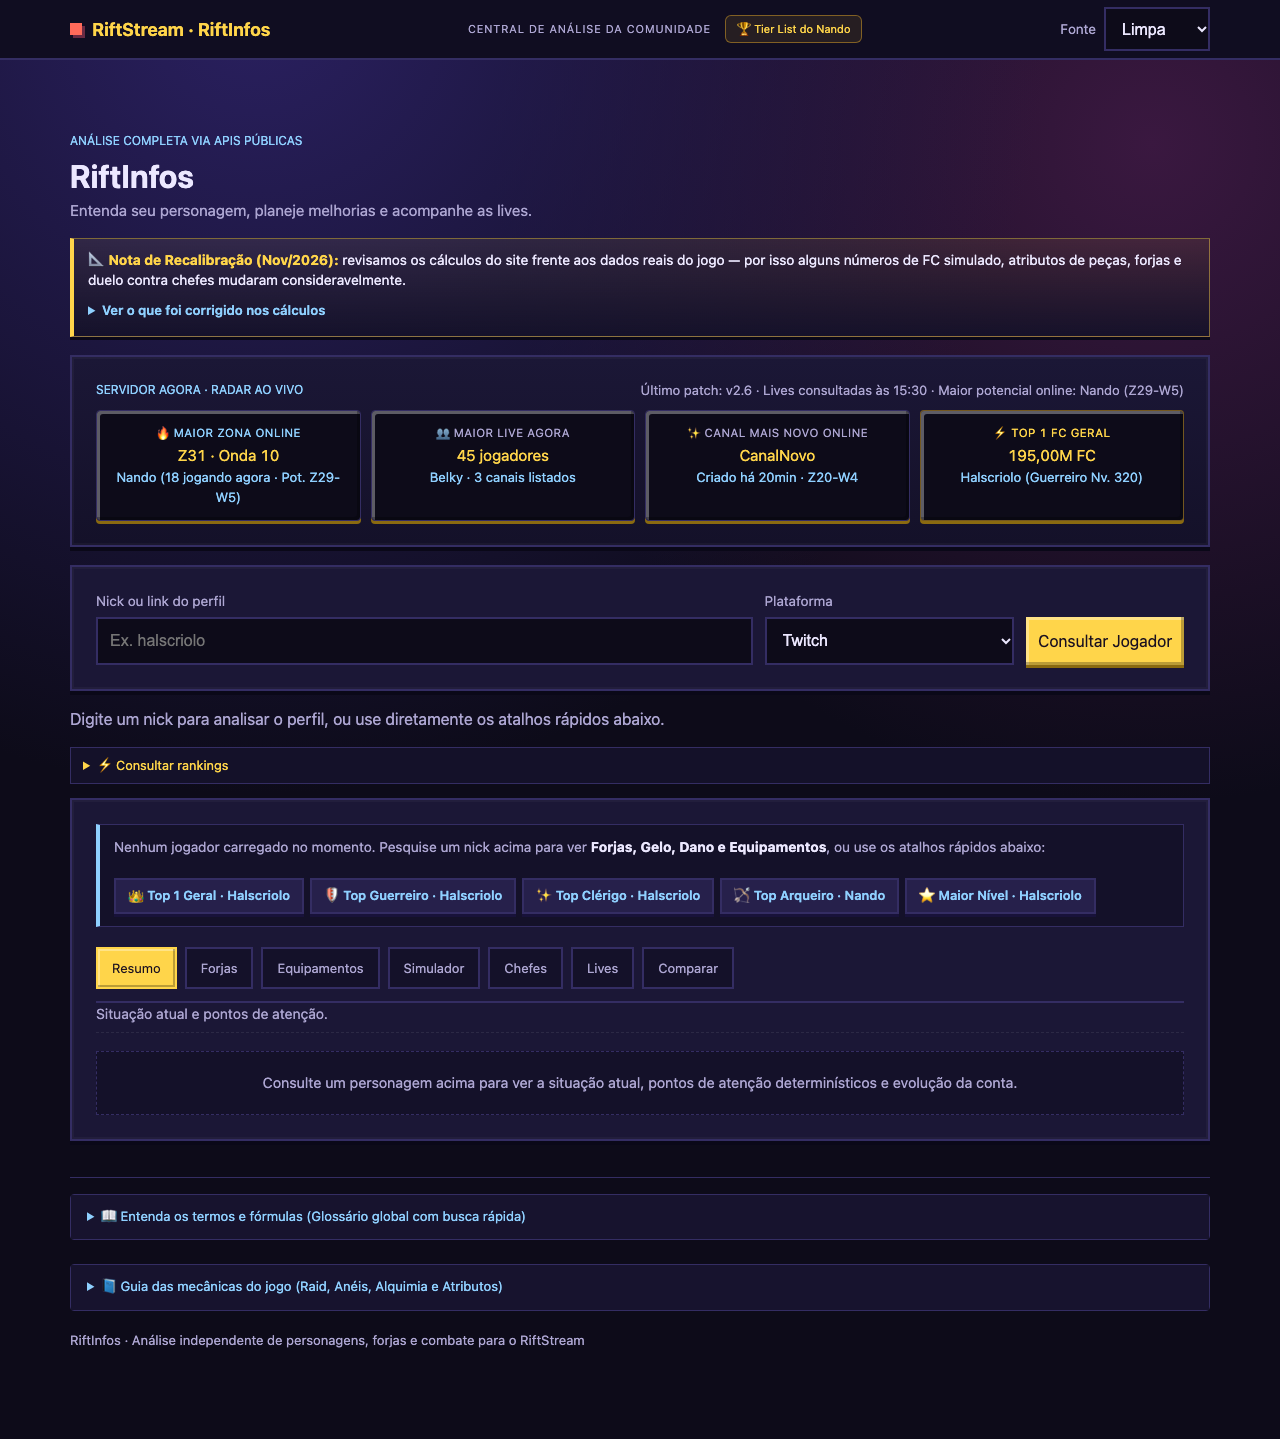 RiftStream · RiftInfos
CENTRAL DE ANÁLISE DA COMUNIDADE
🏆 Tier List do Nando
Fonte
Limpa
ANÁLISE COMPLETA VIA APIS PÚBLICAS
RiftInfos
Entenda seu personagem, planeje melhorias e acompanhe as lives.
📐 Nota de Recalibração (Nov/2026): revisamos os cálculos do site frente aos dados reais do jogo — por isso alguns números de FC simulado, atributos de peças, forjas e
duelo contra chefes mudaram consideravelmente.
▶ Ver o que foi corrigido nos cálculos
SERVIDOR AGORA · RADAR AO VIVO
Último patch: v2.6 · Lives consultadas às 15:30 · Maior potencial online: Nando (Z29-W5)
🔥 MAIOR ZONA ONLINE
Z31 · Onda 10
Nando (18 jogando agora · Pot. Z29-
W5)
👥 MAIOR LIVE AGORA
45 jogadores
Belky · 3 canais listados
✨ CANAL MAIS NOVO ONLINE
CanalNovo
Criado há 20min · Z20-W4
⚡ TOP 1 FC GERAL
195,00M FC
Halscriolo (Guerreiro Nv. 320)
Nick ou link do perfil
Ex. halscriolo
Plataforma
Twitch
Consultar Jogador
Digite um nick para analisar o perfil, ou use diretamente os atalhos rápidos abaixo.
▶ ⚡ Consultar rankings
Nenhum jogador carregado no momento. Pesquise um nick acima para ver Forjas, Gelo, Dano e Equipamentos, ou use os atalhos rápidos abaixo:
👑 Top 1 Geral · Halscriolo
🛡️ Top Guerreiro · Halscriolo
✨ Top Clérigo · Halscriolo
🏹 Top Arqueiro · Nando
⭐ Maior Nível · Halscriolo
Resumo
Forjas
Equipamentos
Simulador
Chefes
Lives
Comparar
Situação atual e pontos de atenção.
Consulte um personagem acima para ver a situação atual, pontos de atenção determinísticos e evolução da conta.
▶ 📖 Entenda os termos e fórmulas (Glossário global com busca rápida)
▶ 📘 Guia das mecânicas do jogo (Raid, Anéis, Alquimia e Atributos)
RiftInfos · Análise independente de personagens, forjas e combate para o RiftStream